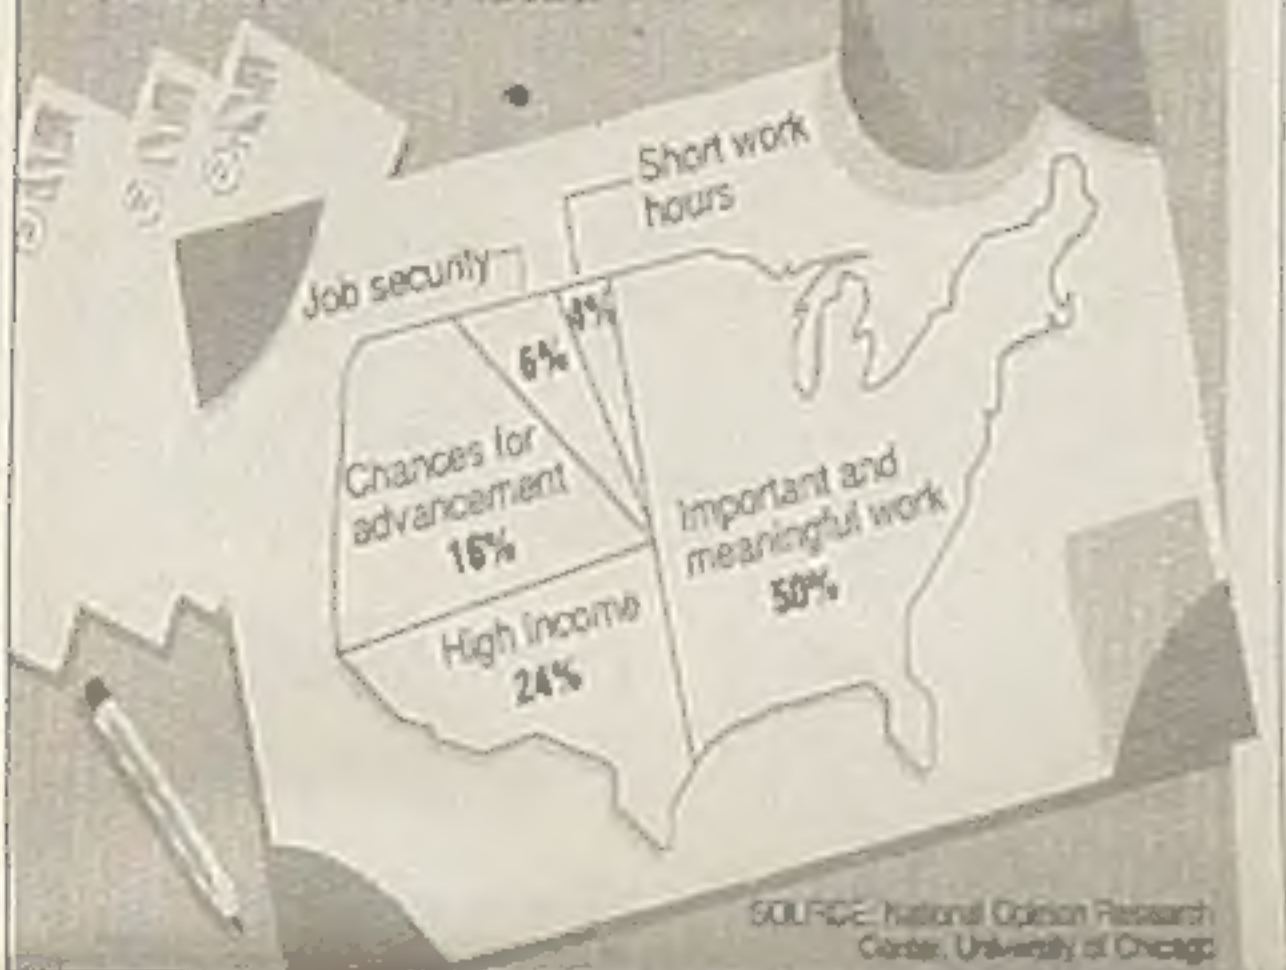 Short work
hours
Job security
4%
6%
Chances for
advancement
16%
Important and
meaningful work
50%
High income
24%
SOURCE: National Opinion Research
Center, University of Chicago